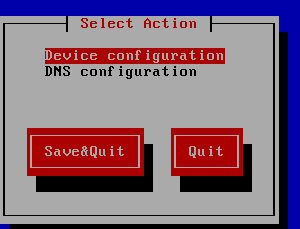 Select Action
Device configuration
DNS configuration
Save&Quit
Quit